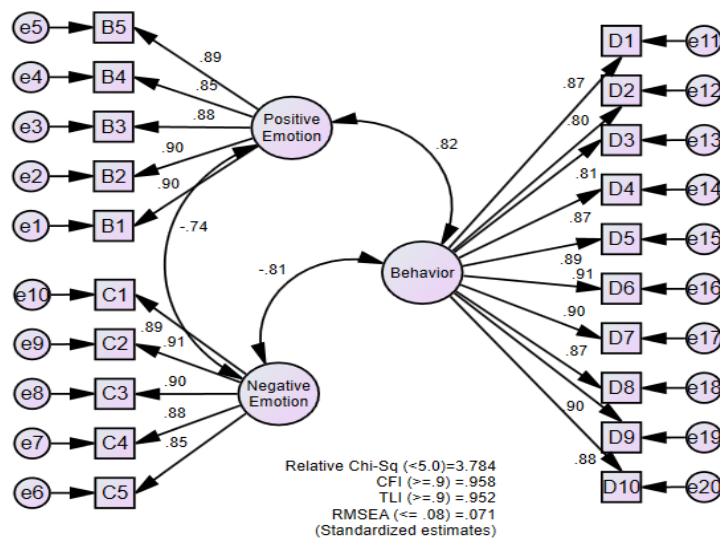 e5 B5
.89
e4 B4
.85
e3 B3
.88
Positive
Emotion
e2 B2
.90
e1 B1
.90
-.74
.82
D1 e11
.87
D2 e12
.80
D3 e13
.81
D4 e14
.87
D5 e15
.89
Behavior
.91
D6 e16
.90
D7 e17
.87
D8 e18
.90
D9 e19
.88
D10 e20
-.81
e10 C1
.89
e9 C2
.91
e8 C3
.90
Negative
Emotion
e7 C4
.88
e6 C5
.85
Relative Chi-Sq (<5.0)=3.784
CFI (>=.9) =.958
TLI (>=.9) =.952
RMSEA (<= .08) =.071
(Standardized estimates)